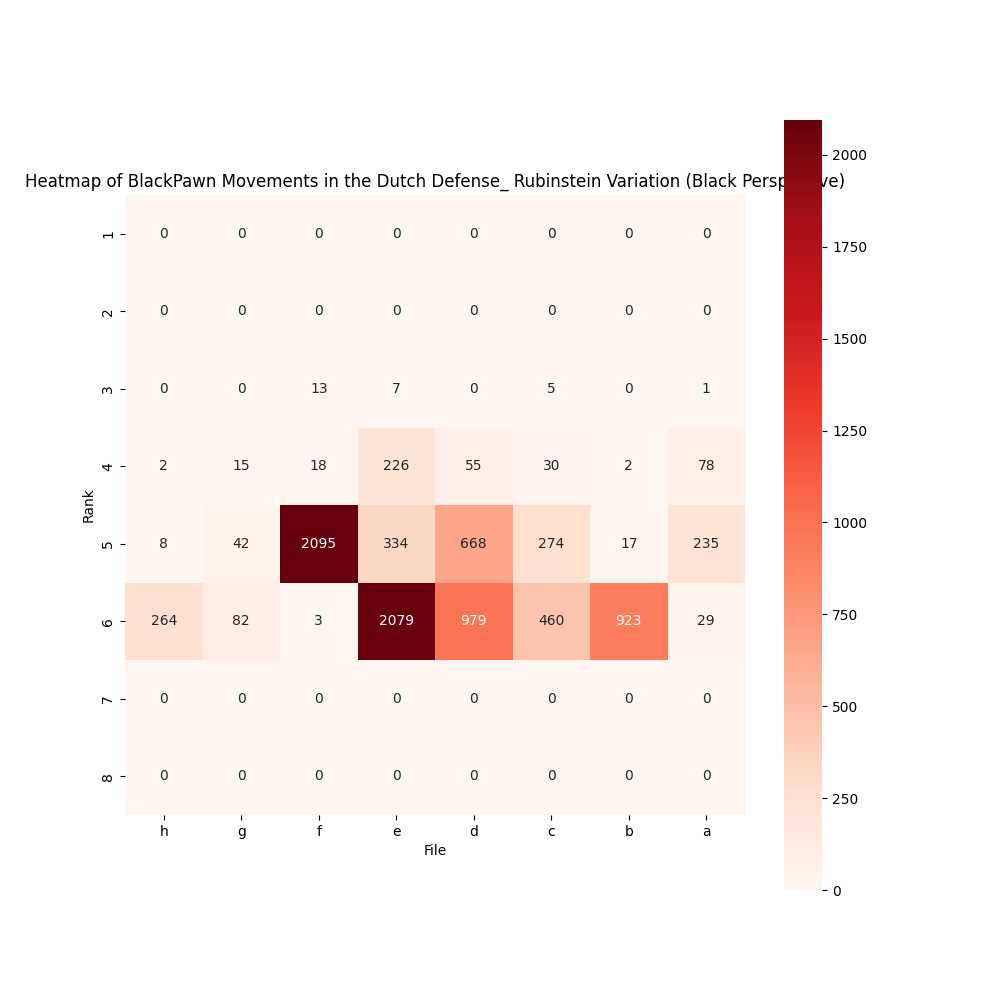 Heatmap of BlackPawn Movements in the Dutch Defense_ Rubinstein Variation (Black Persp ve)
2000
1750
1500
1250
1000
750
500
250
0
Rank
1 0 0 0 0 0 0 0 0
2 0 0 0 0 0 0 0 0
3 0 0 13 7 0 5 0 1
4 2 15 18 226 55 30 2 78
5 8 42 2095 334 668 274 17 235
6 264 82 3 2079 979 460 923 29
7 0 0 0 0 0 0 0 0
8 0 0 0 0 0 0 0 0
h g f e d c b a
File